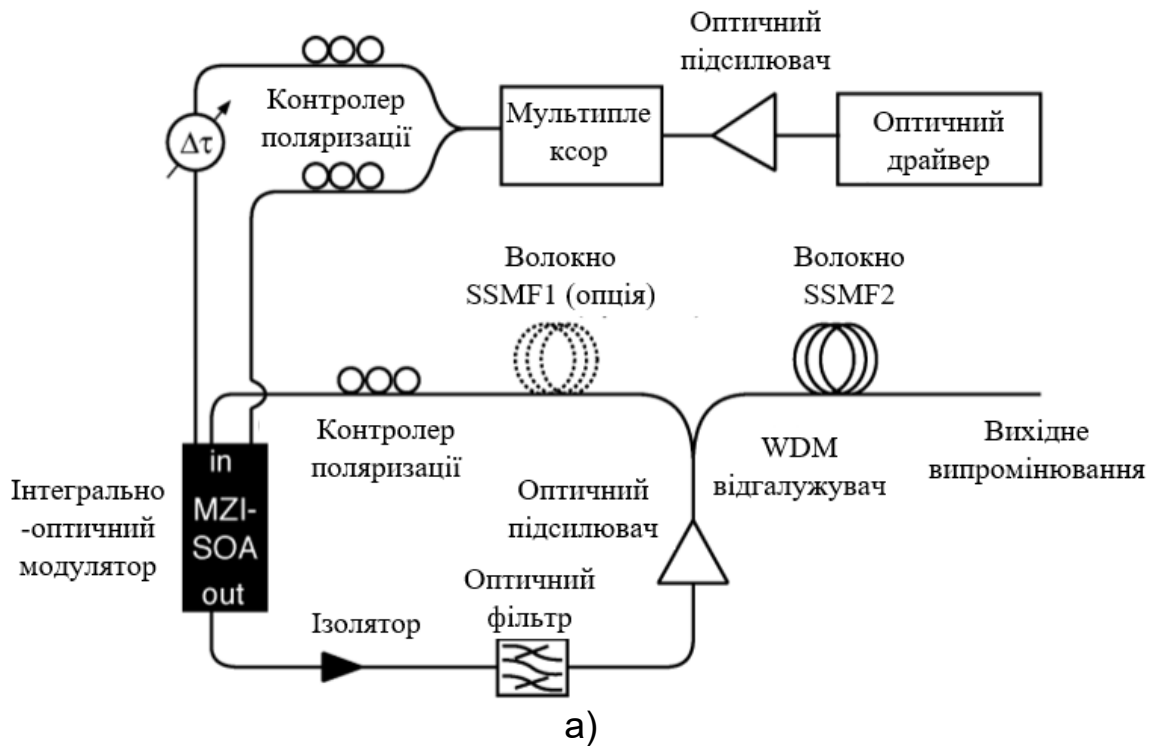 Оптичний
підсилювач
Контролер
поляризації
Мультипле
ксор
Оптичний
драйвер
Δτ
Волокно
SSMF1 (опція)
Волокно
SSMF2
Контролер
поляризації
WDM
відгалужувач
Вихідне
випромінювання
Інтегрально
-оптичний
модулятор
in
MZI-
SOA
out
Оптичний
підсилювач
Оптичний
фільтр
Ізолятор
а)